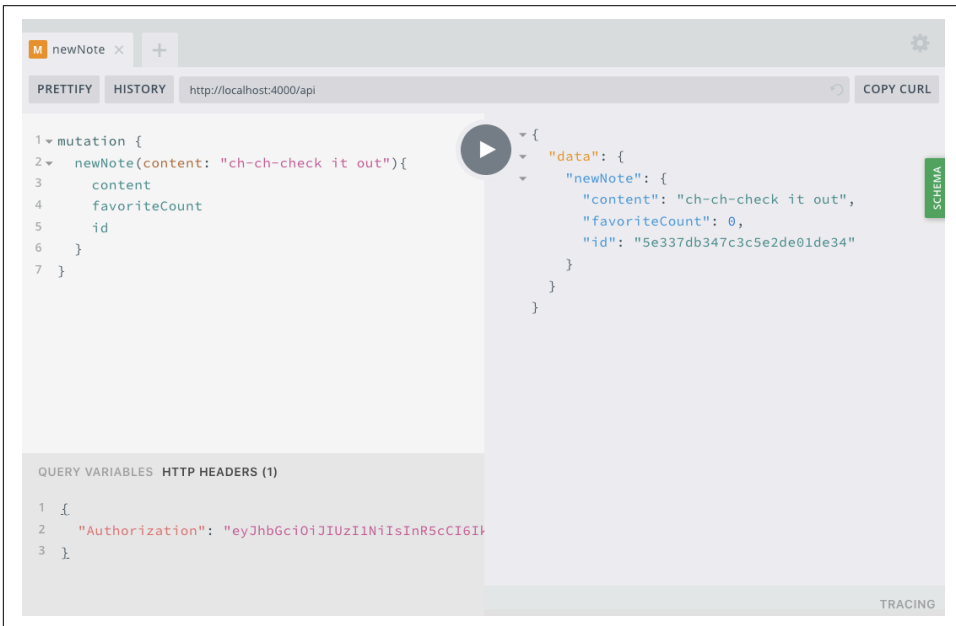 M newNote × +
PRETTIFY HISTORY http://localhost:4000/api COPY CURL
1 mutation {
2 newNote(content: "ch-ch-check it out"){
3 content
4 favoriteCount
5 id
6 }
7 }
{
"data": {
"newNote": {
"content": "ch-ch-check it out",
"favoriteCount": 0,
"id": "5e337db347c3c5e2de01de34"
}
}
}
SCHEMA
QUERY VARIABLES HTTP HEADERS (1)
1 {
2 "Authorization": "eyJhbGciOiJIUzI1NiIsInR5cCI6Ik
3 }
TRACING